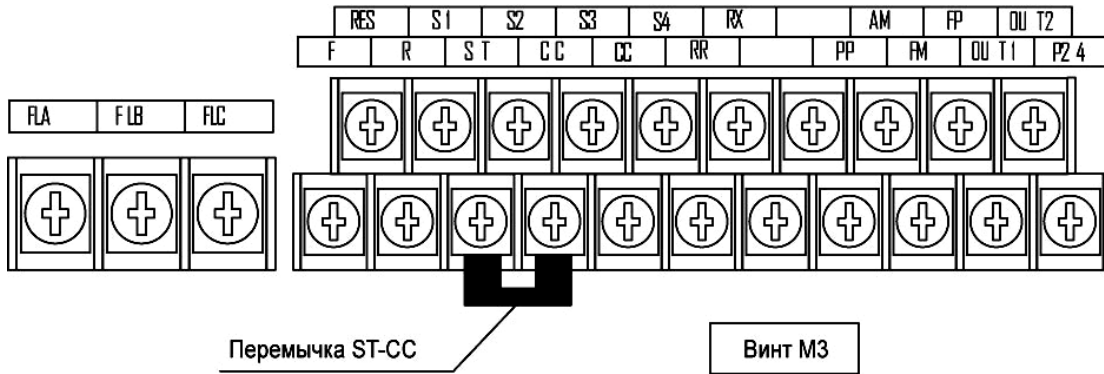 RES S1 S2 S3 S4 RX AM FP OUT2
F R ST CC CC RR PP FM OUT1 P24
FLA FLB FLC
Перемычка ST-CC
Винт М3